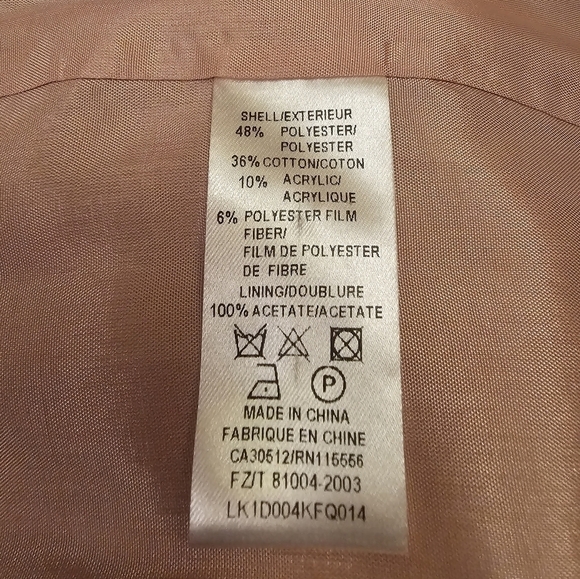 SHELL/EXTERIEUR
48% POLYESTER/
POLYESTER
36% COTTON/COTON
10% ACRYLIC/
ACRYLIQUE
6% POLYESTER FILM
FIBER/
FILM DE POLYESTER
DE FIBRE
LINING/DOUBLURE
100% ACETATE/ACETATE
P
MADE IN CHINA
FABRIQUE EN CHINE
CA30512/RN115556
FZ/T 81004-2003
LK1D004KFQ014